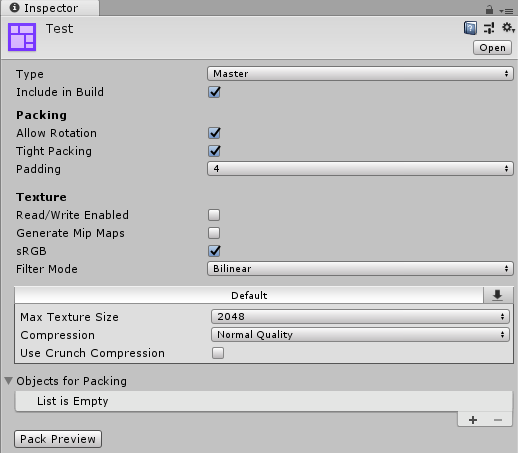 Inspector
Test
Open
Type Master
Include in Build
Packing
Allow Rotation
Tight Packing
Padding 4
Texture
Read/Write Enabled
Generate Mip Maps
sRGB
Filter Mode Bilinear
Default
Max Texture Size 2048
Compression Normal Quality
Use Crunch Compression
Objects for Packing
List is Empty
Pack Preview